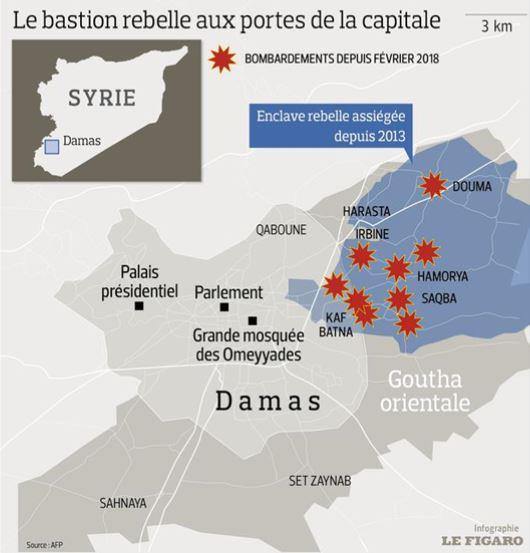 Le bastion rebelle aux portes de la capitale
3 km
BOMBARDEMENTS DEPUIS FÉVRIER 2018
SYRIE
Damas
Enclave rebelle assiégée
depuis 2013
DOUMA
HARASTA
QABOUNE
IRBINE
Palais
présidentiel
Parlement
HAMORYA
SAQBA
KAF
BATNA
Grande mosquée
des Omeyyades
Damas
Goutha
orientale
SET ZAYNAB
SAHNAYA
Source : AFP
Infographie
LE FIGARO